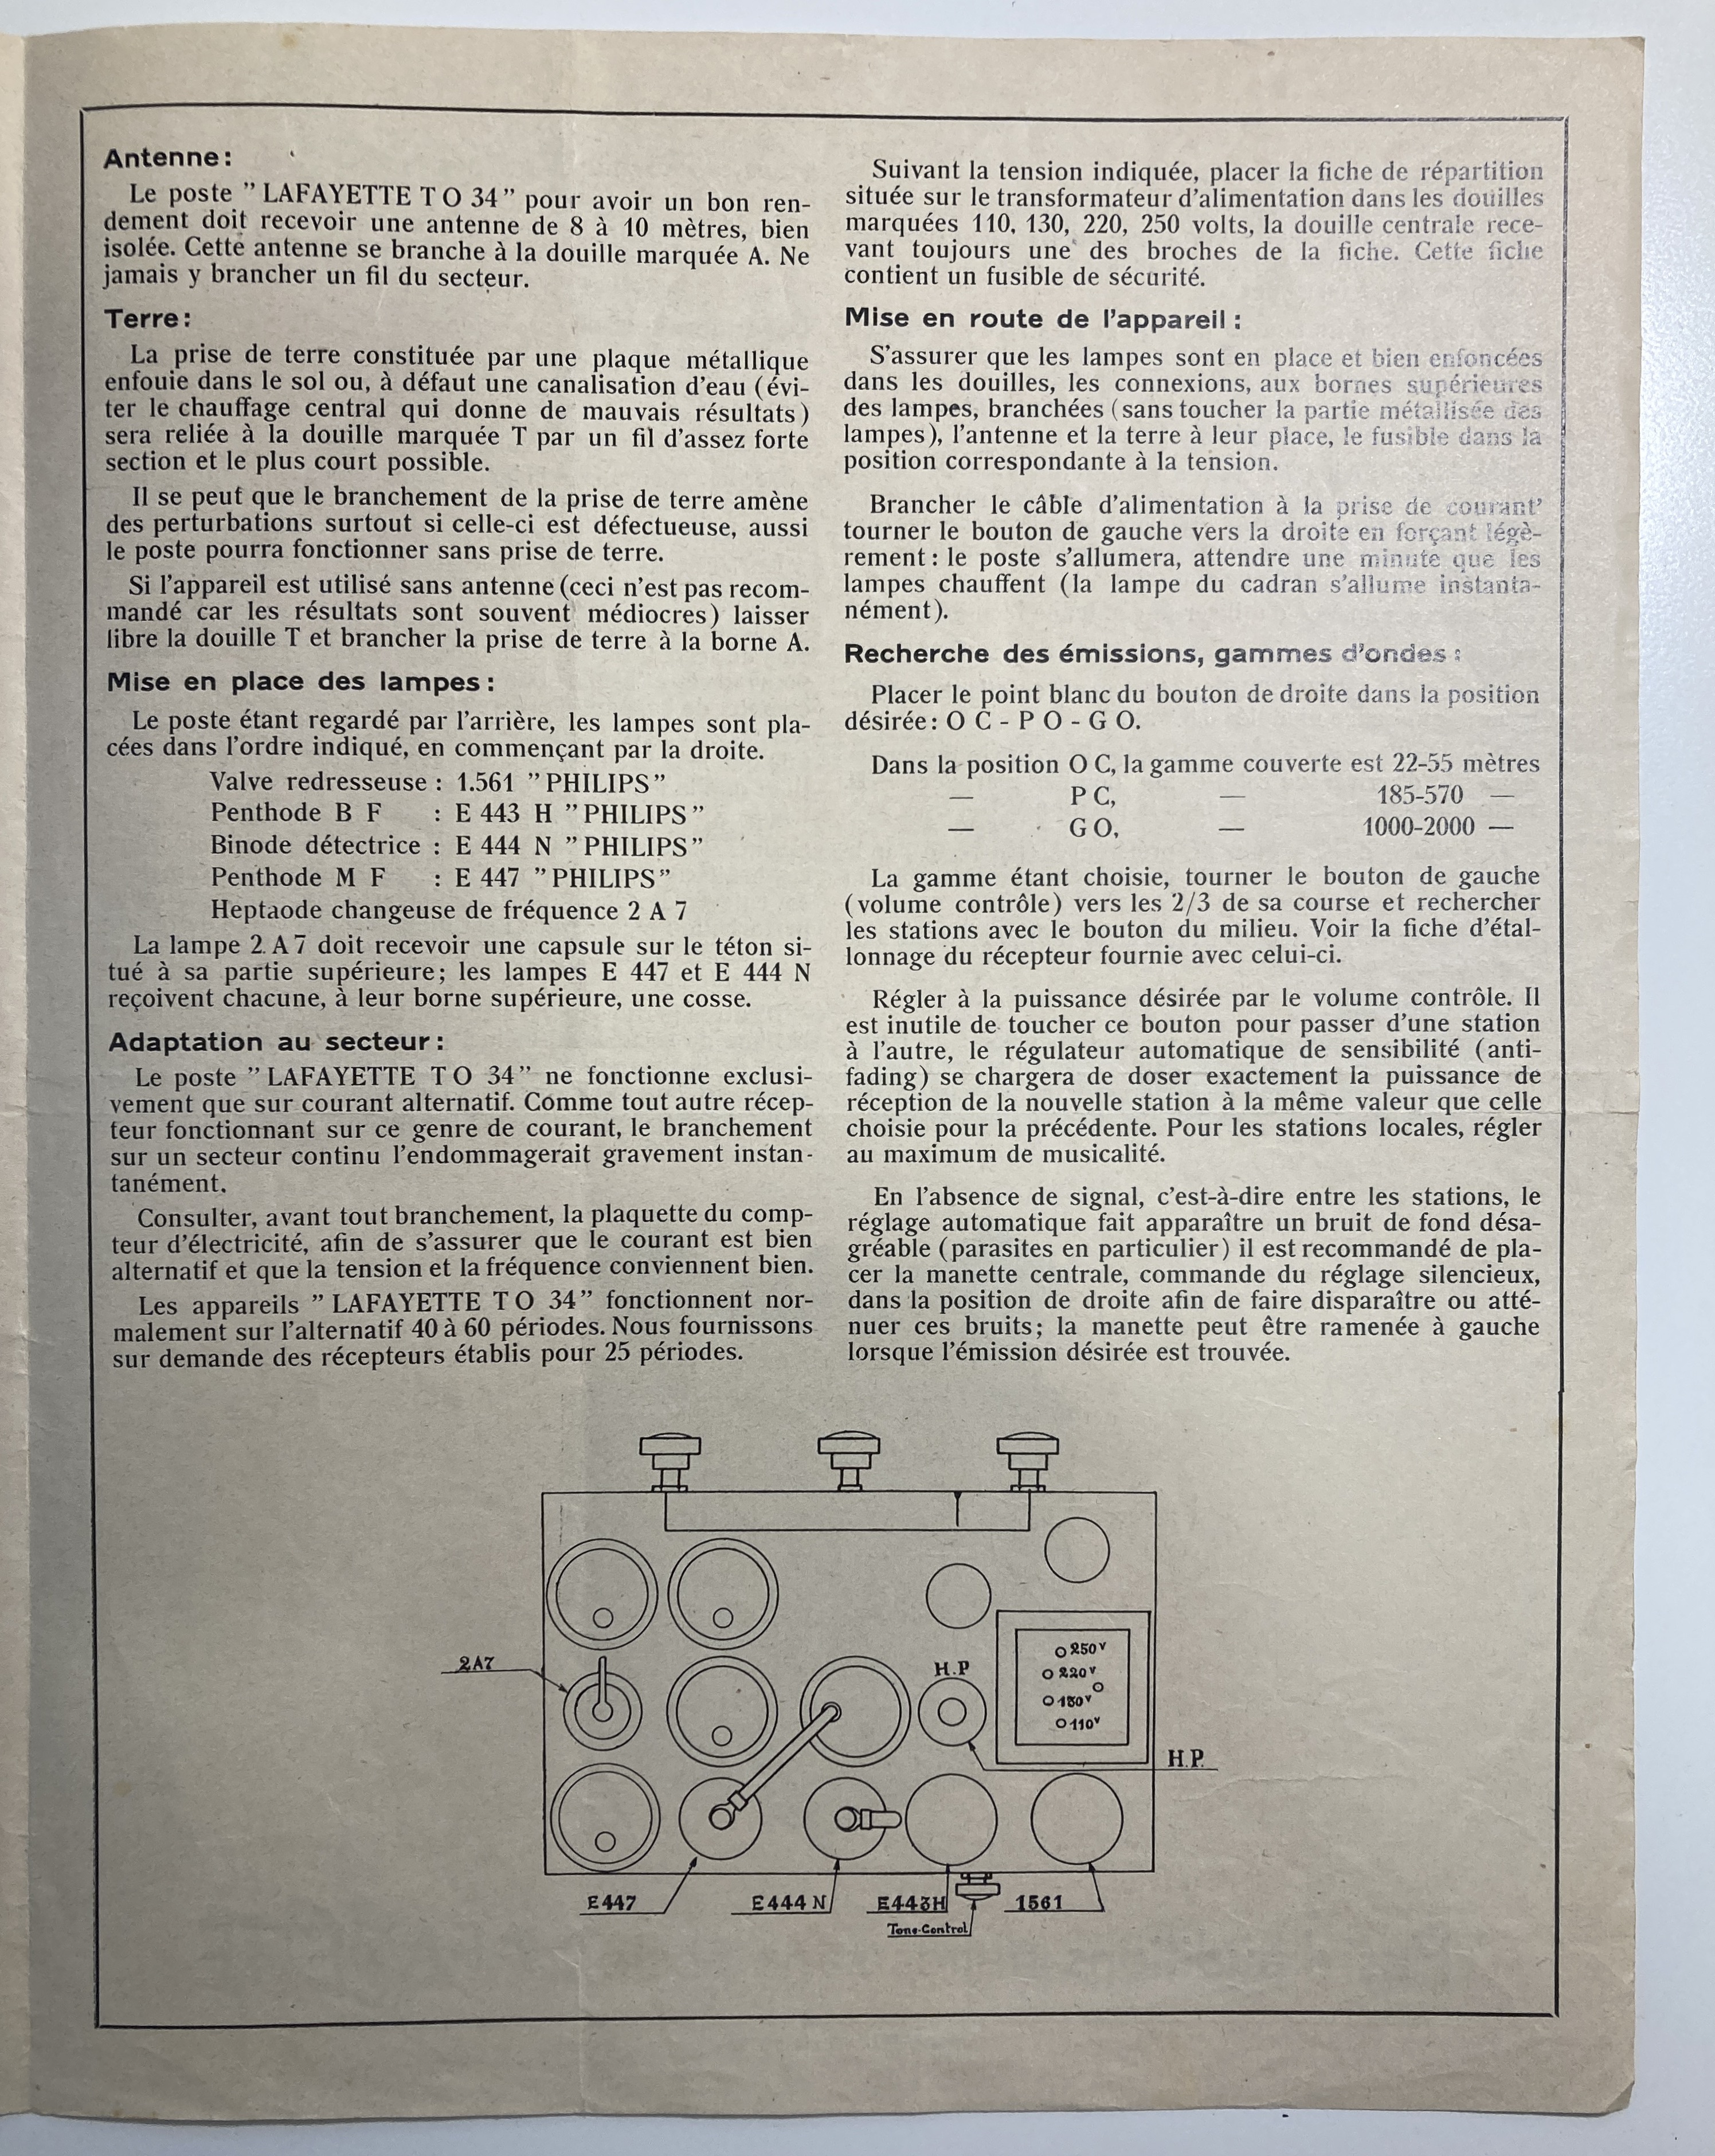 Antenne :
Le poste ” LAFAYETTE T O 34 ” pour avoir un bon ren-
dement doit recevoir une antenne de 8 à 10 mètres, bien
isolée. Cette antenne se branche à la douille marquée A. Ne
jamais y brancher un fil du secteur.
Terre :
La prise de terre constituée par une plaque métallique
enfouie dans le sol ou, à défaut une canalisation d'eau (évi-
ter le chauffage central qui donne de mauvais résultats)
sera reliée à la douille marquée T par un fil d'assez forte
section et le plus court possible.
Il se peut que le branchement de la prise de terre amène
des perturbations surtout si celle-ci est défectueuse, aussi
le poste pourra fonctionner sans prise de terre.
Si l'appareil est utilisé sans antenne (ceci n'est pas recom-
mandé car les résultats sont souvent médiocres) laisser
libre la douille T et brancher la prise de terre à la borne A.
Mise en place des lampes :
Le poste étant regardé par l'arrière, les lampes sont pla-
cées dans l'ordre indiqué, en commençant par la droite.
Valve redresseuse : 1.561 ” PHILIPS ”
Penthode B F : E 443 H ” PHILIPS ”
Binode détectrice : E 444 N ” PHILIPS ”
Penthode M F : E 447 ” PHILIPS ”
Heptaode changeuse de fréquence 2 A 7
La lampe 2 A 7 doit recevoir une capsule sur le téton si-
tué à sa partie supérieure; les lampes E 447 et E 444 N
reçoivent chacune, à leur borne supérieure, une cosse.
Adaptation au secteur :
Le poste ” LAFAYETTE T O 34 ” ne fonctionne exclusi-
vement que sur courant alternatif. Comme tout autre récep-
teur fonctionnant sur ce genre de courant, le branchement
sur un secteur continu l'endommagerait gravement instan-
tanément.
Consulter, avant tout branchement, la plaquette du comp-
teur d'électricité, afin de s'assurer que le courant est bien
alternatif et que la tension et la fréquence conviennent bien.
Les appareils ” LAFAYETTE T O 34 ” fonctionnent nor-
malement sur l'alternatif 40 à 60 périodes. Nous fournissons
sur demande des récepteurs établis pour 25 périodes.
Suivant la tension indiquée, placer la fiche de répartition
située sur le transformateur d'alimentation dans les douilles
marquées 110, 130, 220, 250 volts, la douille centrale rece-
vant toujours une des broches de la fiche. Cette fiche
contient un fusible de sécurité.
Mise en route de l'appareil :
S'assurer que les lampes sont en place et bien enfoncées
dans les douilles, les connexions, aux bornes supérieures
des lampes, branchées (sans toucher la partie métallisée des
lampes), l'antenne et la terre à leur place, le fusible dans la
position correspondante à la tension.
Brancher le câble d'alimentation à la prise de courant'
tourner le bouton de gauche vers la droite en forçant légè-
rement : le poste s'allumera, attendre une minute que les
lampes chauffent (la lampe du cadran s'allume instanta-
nément).
Recherche des émissions, gammes d'ondes :
Placer le point blanc du bouton de droite dans la position
désirée : O C - P O - G O.
Dans la position O C, la gamme couverte est 22-55 mètres
— P C, — 185-570 —
— G O, — 1000-2000 —
La gamme étant choisie, tourner le bouton de gauche
(volume contrôle) vers les 2/3 de sa course et rechercher
les stations avec le bouton du milieu. Voir la fiche d'étal-
lonnage du récepteur fournie avec celui-ci.
Régler à la puissance désirée par le volume contrôle. Il
est inutile de toucher ce bouton pour passer d'une station
à l'autre, le régulateur automatique de sensibilité (anti-
fading) se chargera de doser exactement la puissance de
réception de la nouvelle station à la même valeur que celle
choisie pour la précédente. Pour les stations locales, régler
au maximum de musicalité.
En l'absence de signal, c'est-à-dire entre les stations, le
réglage automatique fait apparaître un bruit de fond désa-
gréable (parasites en particulier) il est recommandé de pla-
cer la manette centrale, commande du réglage silencieux,
dans la position de droite afin de faire disparaître ou atté-
nuer ces bruits; la manette peut être ramenée à gauche
lorsque l'émission désirée est trouvée.
2A7
H.P
250V
220V
130V
110V
H.P.
E447
E444 N
E443H
1561
Tone-Control